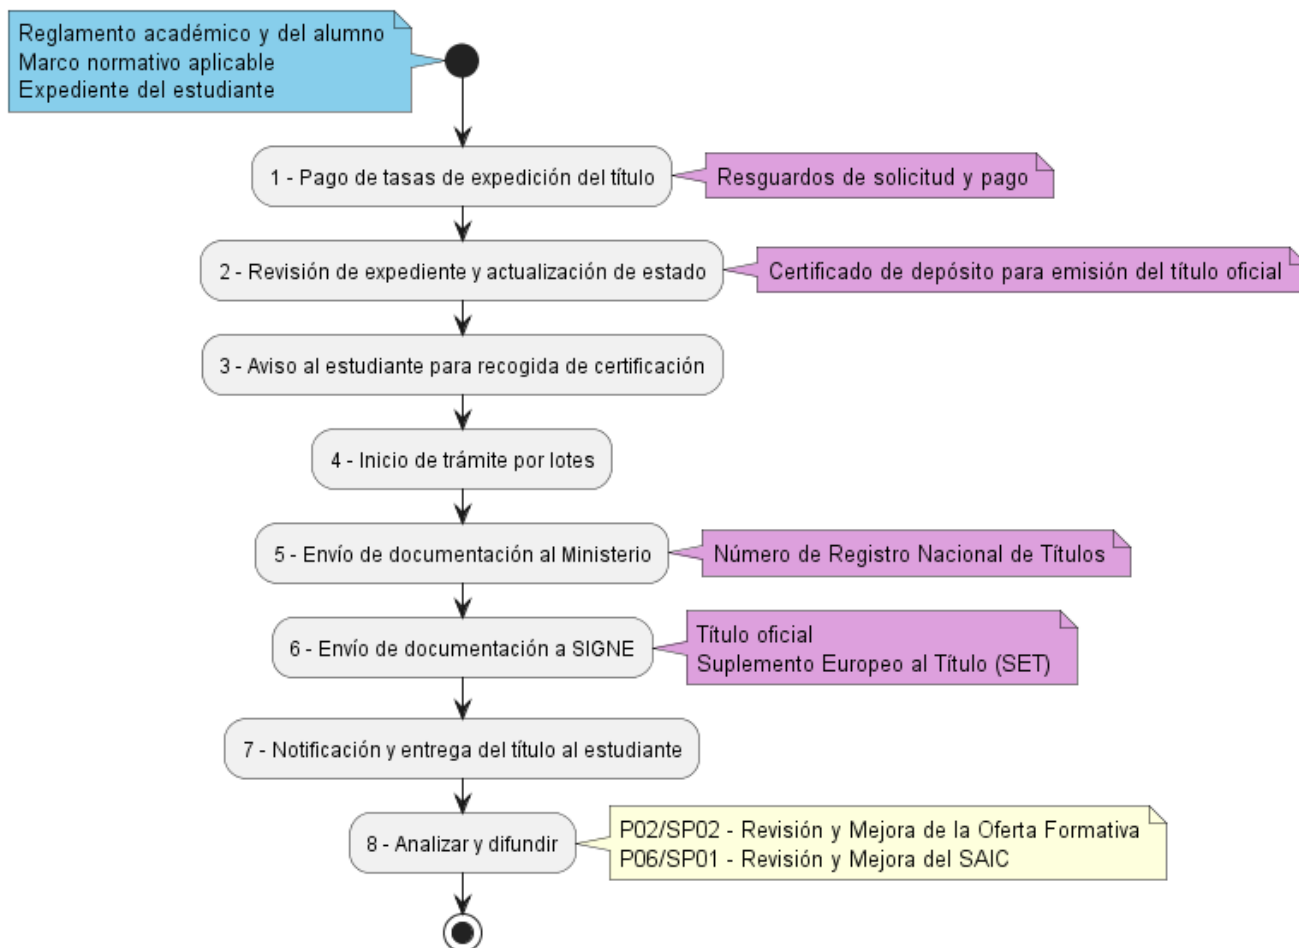 Reglamento académico y del alumno
Marco normativo aplicable
Expediente del estudiante
1 - Pago de tasas de expedición del título
Resguardos de solicitud y pago
2 - Revisión de expediente y actualización de estado
Certificado de depósito para emisión del título oficial
3 - Aviso al estudiante para recogida de certificación
4 - Inicio de trámite por lotes
5 - Envío de documentación al Ministerio
Número de Registro Nacional de Títulos
6 - Envío de documentación a SIGNE
Título oficial
Suplemento Europeo al Título (SET)
7 - Notificación y entrega del título al estudiante
8 - Analizar y difundir
P02/SP02 - Revisión y Mejora de la Oferta Formativa
P06/SP01 - Revisión y Mejora del SAIC